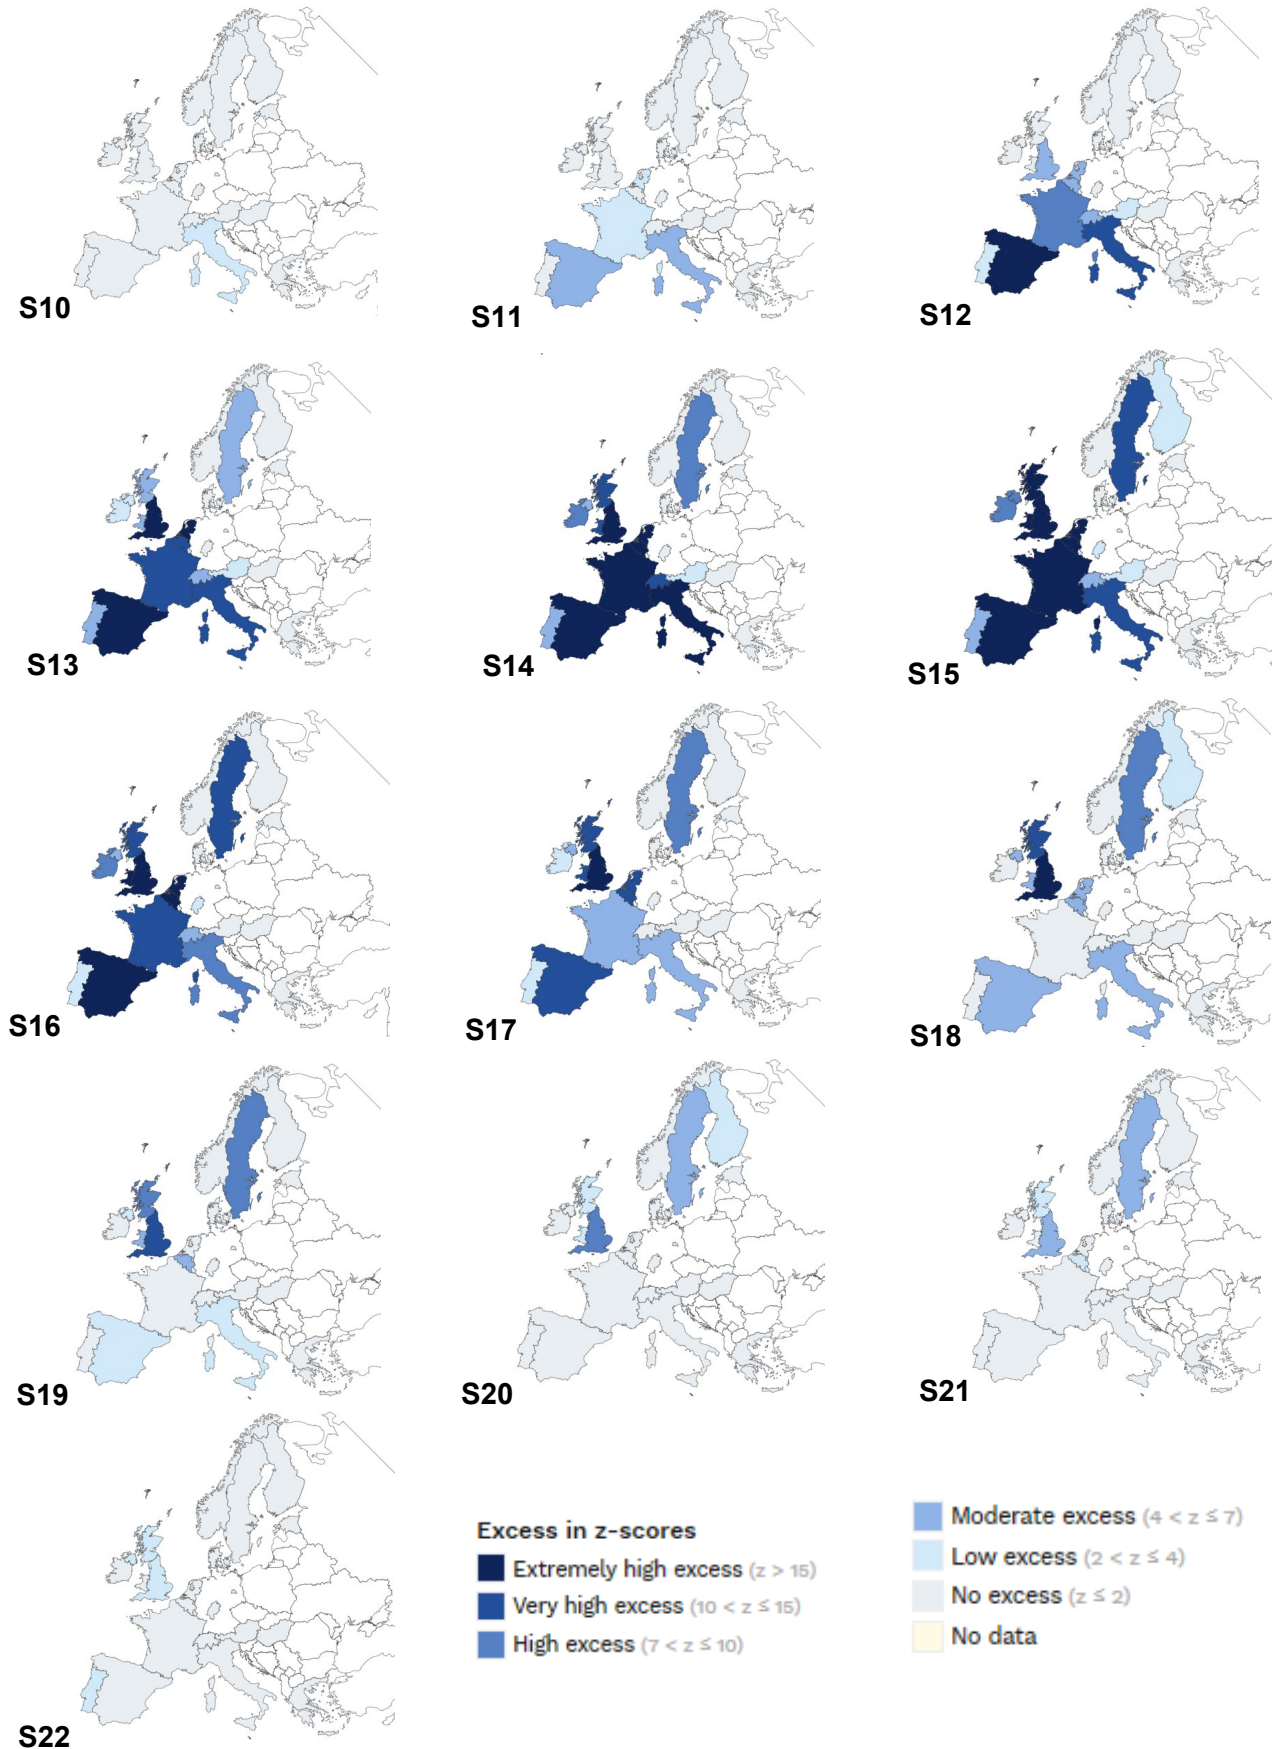 S10
S11
S12
S13
S14
S15
S16
S17
S18
S19
S20
S21
S22
Excess in z-scores
Extremely high excess (z > 15)
Very high excess (10 < z ≤ 15)
High excess (7 < z ≤ 10)
Moderate excess (4 < z ≤ 7)
Low excess (2 < z ≤ 4)
No excess (z ≤ 2)
No data